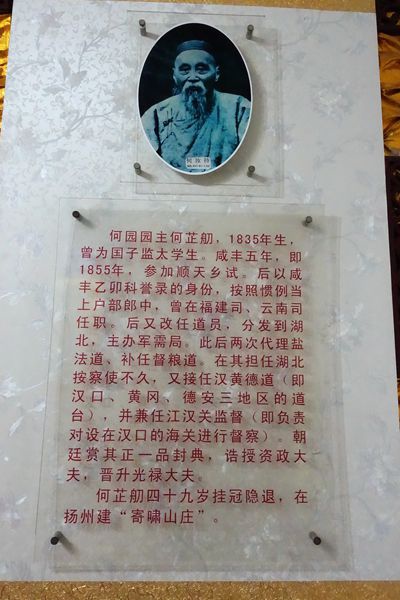 何园园主何芷舠，1835年生，
曾为国子监太学生。咸丰五年，即
1855年，参加顺天乡试。后以咸
丰乙卯科誉录的身份，按照惯例当
上户部郎中，曾在福建司、云南司
任职。后又改任道员，分发到湖
北，主办军需局。此后两次代理盐
法道、补任督粮道。在其担任湖北
按察使不久，又接任汉黄德道（即
汉口、黄冈、德安三地区的道
台），并兼任江汉关监督（即负责
对设在汉口的海关进行督察）。朝
廷赏其正一品封典，诰授资政大
夫，晋升光禄大夫。
何芷舠四十九岁挂冠隐退，在
扬州建“寄啸山庄”。